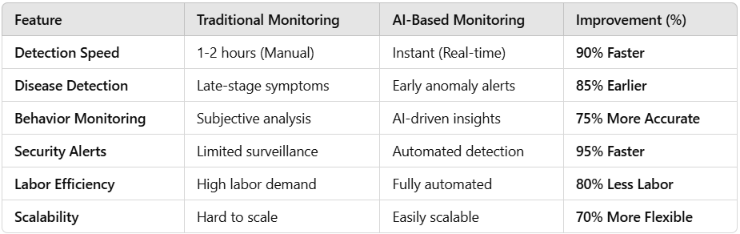 Feature Traditional Monitoring AI-Based Monitoring Improvement (%)
Detection Speed 1-2 hours (Manual) Instant (Real-time) 90% Faster
Disease Detection Late-stage symptoms Early anomaly alerts 85% Earlier
Behavior Monitoring Subjective analysis AI-driven insights 75% More Accurate
Security Alerts Limited surveillance Automated detection 95% Faster
Labor Efficiency High labor demand Fully automated 80% Less Labor
Scalability Hard to scale Easily scalable 70% More Flexible